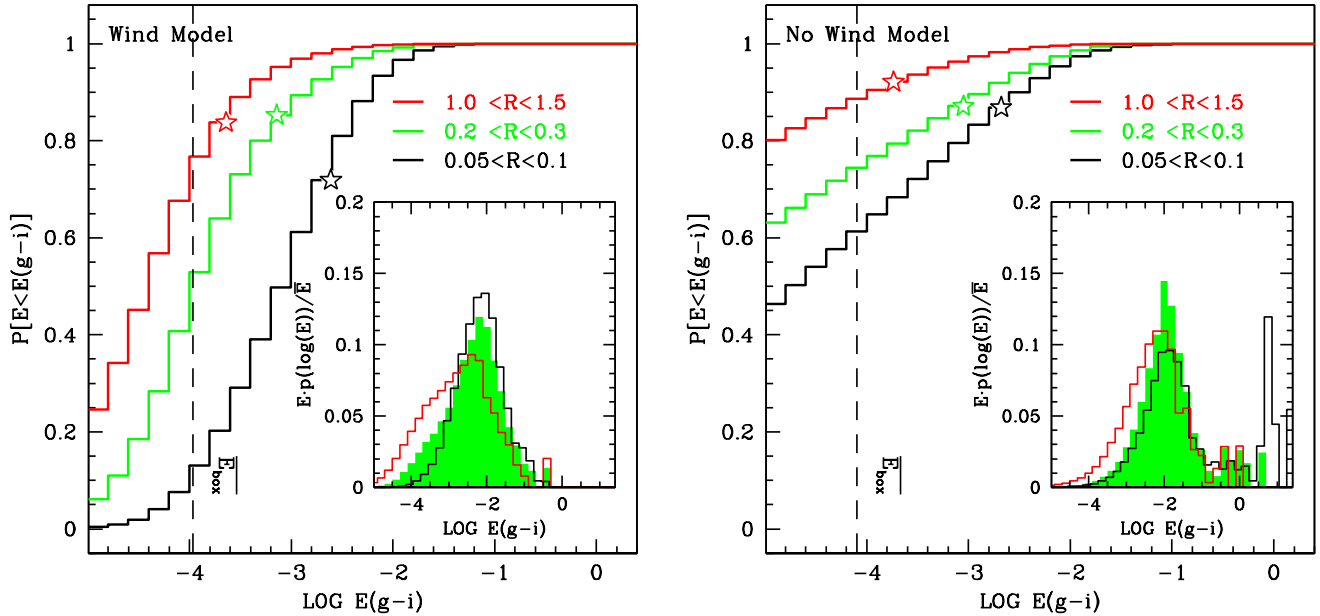 Wind Model
1.0 <R<1.5
0.2 <R<0.3
0.05<R<0.1
P[E<E(g-i)]
1
0.8
0.6
0.4
0.2
0
E_box
-4
-3
-2
-1
0
LOG E(g-i)
E·p(log(E))/E̅
0.2
0.15
0.1
0.05
0
-4
-2
0
LOG E(g-i)
No Wind Model
1.0 <R<1.5
0.2 <R<0.3
0.05<R<0.1
P[E<E(g-i)]
1
0.8
0.6
0.4
0.2
0
E_box
-4
-3
-2
-1
0
LOG E(g-i)
E·p(log(E))/E̅
0.2
0.15
0.1
0.05
0
-4
-2
0
LOG E(g-i)